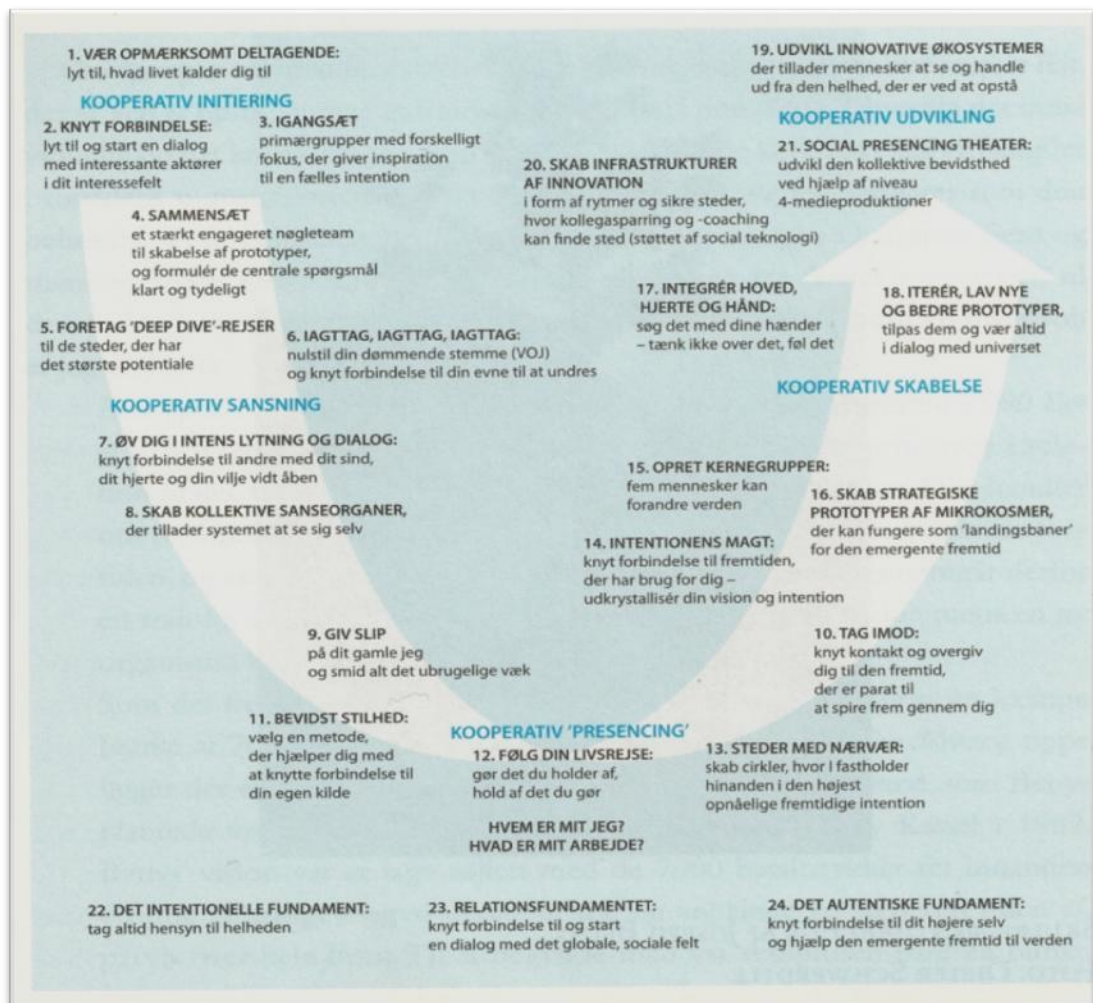 1. VÆR OPMÆRKSOMT DELTAGENDE:
lyt til, hvad livet kalder dig til
KOOPERATIV INITIERING
2. KNYT FORBINDELSE:
lyt til og start en dialog
med interessante aktører
i dit interessefelt
3. IGANGSÆT
primærgrupper med forskelligt
fokus, der giver inspiration
til en fælles intention
4. SAMMENSÆT
et stærkt engageret nøgleteam
til skabelse af prototyper,
og formulér de centrale spørgsmål
klart og tydeligt
5. FORETAG 'DEEP DIVE'-REJSER
til de steder, der har
det største potentiale
6. IAGTTAG, IAGTTAG, IAGTTAG:
nulstil din dømmende stemme (VOJ)
og knyt forbindelse til din evne til at undres
KOOPERATIV SANSNING
7. ØV DIG I INTENS LYTNING OG DIALOG:
knyt forbindelse til andre med dit sind,
dit hjerte og din vilje vidt åben
8. SKAB KOLLEKTIVE SANSEORGANER,
der tillader systemet at se sig selv
9. GIV SLIP
på dit gamle jeg
og smid alt det ubrugelige væk
11. BEVIDST STILHED:
vælg en metode,
der hjælper dig med
at knytte forbindelse til
din egen kilde
KOOPERATIV 'PRESENCING'
12. FØLG DIN LIVSREJSE:
gør det du holder af,
hold af det du gør
HVEM ER MIT JEG?
HVAD ER MIT ARBEJDE?
13. STEDER MED NÆRVÆR:
skab cirkler, hvor I fastholder
hinanden i den højest
opnåelige fremtidige intention
10. TAG IMOD:
knyt kontakt og overgiv
dig til den fremtid,
der er parat til
at spire frem gennem dig
14. INTENTIONENS MAGT:
knyt forbindelse til fremtiden,
der har brug for dig –
udkrystallisér din vision og intention
15. OPRET KERNEGRUPPER:
fem mennesker kan
forandre verden
16. SKAB STRATEGISKE
PROTOTYPER AF MIKROKOSMER,
der kan fungere som 'landingsbaner'
for den emergente fremtid
KOOPERATIV SKABELSE
17. INTEGRÉR HOVED,
HJERTE OG HÅND:
søg det med dine hænder
– tænk ikke over det, føl det
18. ITERÉR, LAV NYE
OG BEDRE PROTOTYPER,
tilpas dem og vær altid
i dialog med universet
19. UDVIKL INNOVATIVE ØKOSYSTEMER
der tillader mennesker at se og handle
ud fra den helhed, der er ved at opstå
KOOPERATIV UDVIKLING
20. SKAB INFRASTRUKTURER
AF INNOVATION
i form af rytmer og sikre steder,
hvor kollegasparring og -coaching
kan finde sted (støttet af social teknologi)
21. SOCIAL PRESENCING THEATER:
udvikl den kollektive bevidsthed
ved hjælp af niveau
4-medieproduktioner
22. DET INTENTIONELLE FUNDAMENT:
tag altid hensyn til helheden
23. RELATIONSFUNDAMENTET:
knyt forbindelse til og start
en dialog med det globale, sociale felt
24. DET AUTENTISKE FUNDAMENT:
knyt forbindelse til dit højere selv
og hjælp den emergente fremtid til verden